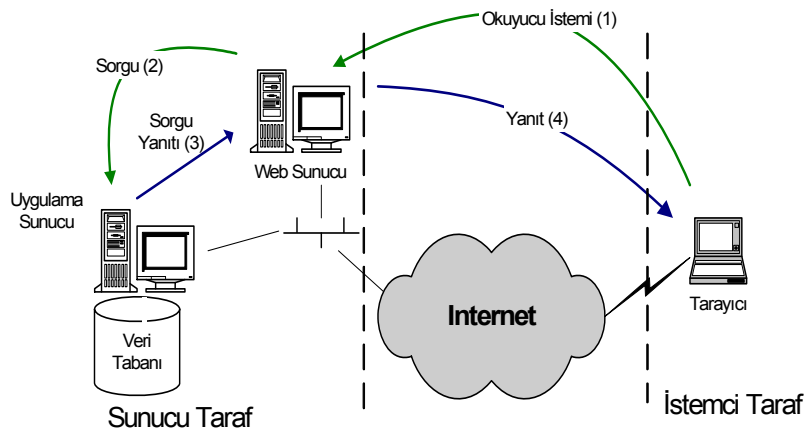 Okuyucu İstemi (1)
Sorgu (2)
Sorgu
Yanıtı (3)
Yanıt (4)
Web Sunucu
Uygulama
Sunucu
Internet
Tarayıcı
Veri
Tabanı
Sunucu Taraf
İstemci Taraf